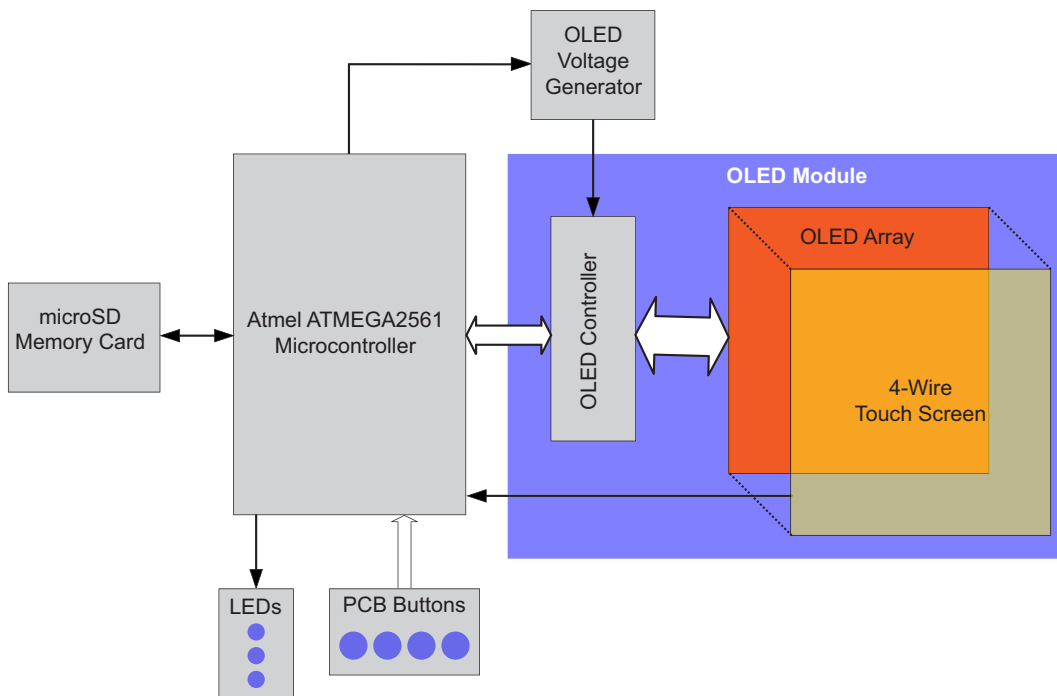 OLED
Voltage
Generator
OLED Module
OLED Array
microSD
Memory Card
Atmel ATMEGA2561
Microcontroller
OLED Controller
4-Wire
Touch Screen
LEDs
PCB Buttons